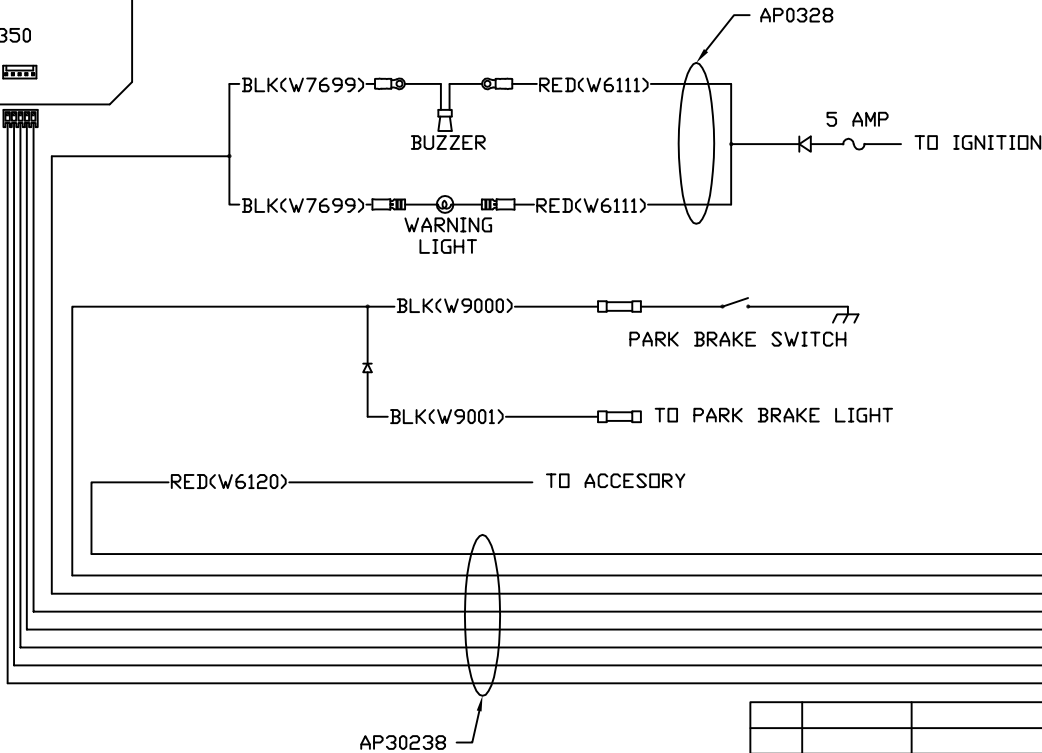 350
AP0328
BLK(W7699)
RED(W6111)
BUZZER
5 AMP
TO IGNITION
BLK(W7699)
RED(W6111)
WARNING
LIGHT
BLK(W9000)
PARK BRAKE SWITCH
BLK(W9001)
TO PARK BRAKE LIGHT
RED(W6120)
TO ACCESORY
AP30238